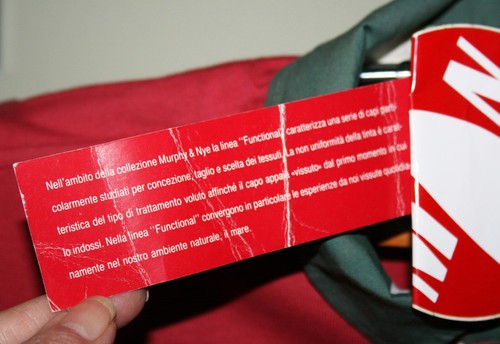 Nell'ambito della collezione Murphy & Nye la linea "Functional" caratterizza una serie di capi parti-
colarmente studiati per concezione, taglio e scelta dei tessuti. La non uniformità della tinta è carat-
teristica del tipo di trattamento voluto affinché il capo appaia «vissuto» dal primo momento in cui
lo indossi. Nella linea "Functional" convergono in particolare le esperienze da noi vissute quotidia-
namente nel nostro ambiente naturale, il mare.